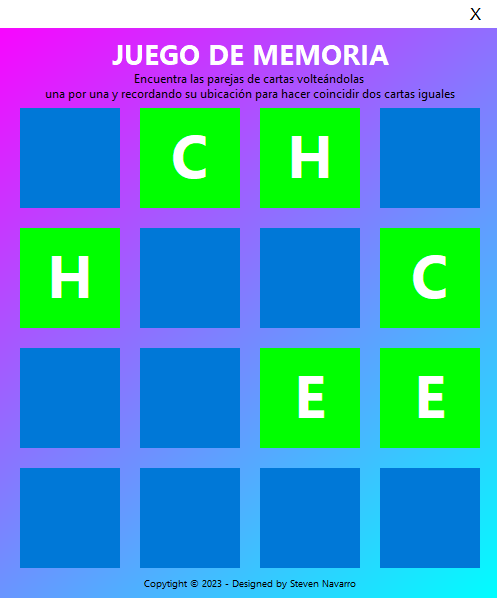 X
JUEGO DE MEMORIA
Encuentra las parejas de cartas volteándolas
una por una y recordando su ubicación para hacer coincidir dos cartas iguales
C H
H C
E E
Copytight © 2023 - Designed by Steven Navarro